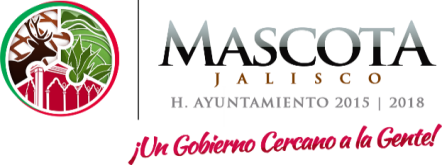 MASCOTA
JALISCO
H. AYUNTAMIENTO 2015 | 2018
¡Un Gobierno Cercano a la Gente!